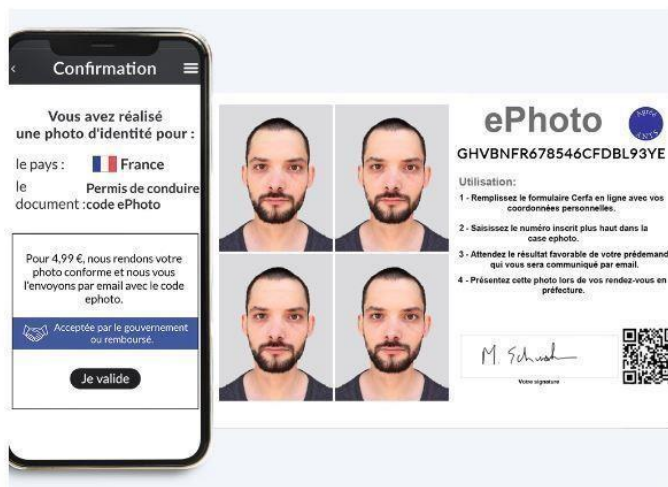 Confirmation
Vous avez réalisé
une photo d'identité pour :
le pays :
France
le
document :
Permis de conduire
code ePhoto
Pour 4,99 €, nous rendons votre
photo conforme et nous vous
l'envoyons par email avec le code
ephoto.
Acceptée par le gouvernement
ou remboursé.
Je valide
ePhoto
Agréé
ANTS
GHVBNFR678546CFDBL93YE
Utilisation:
1 - Remplissez le formulaire Cerfa en ligne avec vos
coordonnées personnelles.
2 - Saisissez le numéro inscrit plus haut dans la
case ephoto.
3 - Attendez le résultat favorable de votre prédemand
qui vous sera communiqué par email.
4 - Présentez cette photo lors de vos rendez-vous en
préfecture.
M. Schush
Votre signature